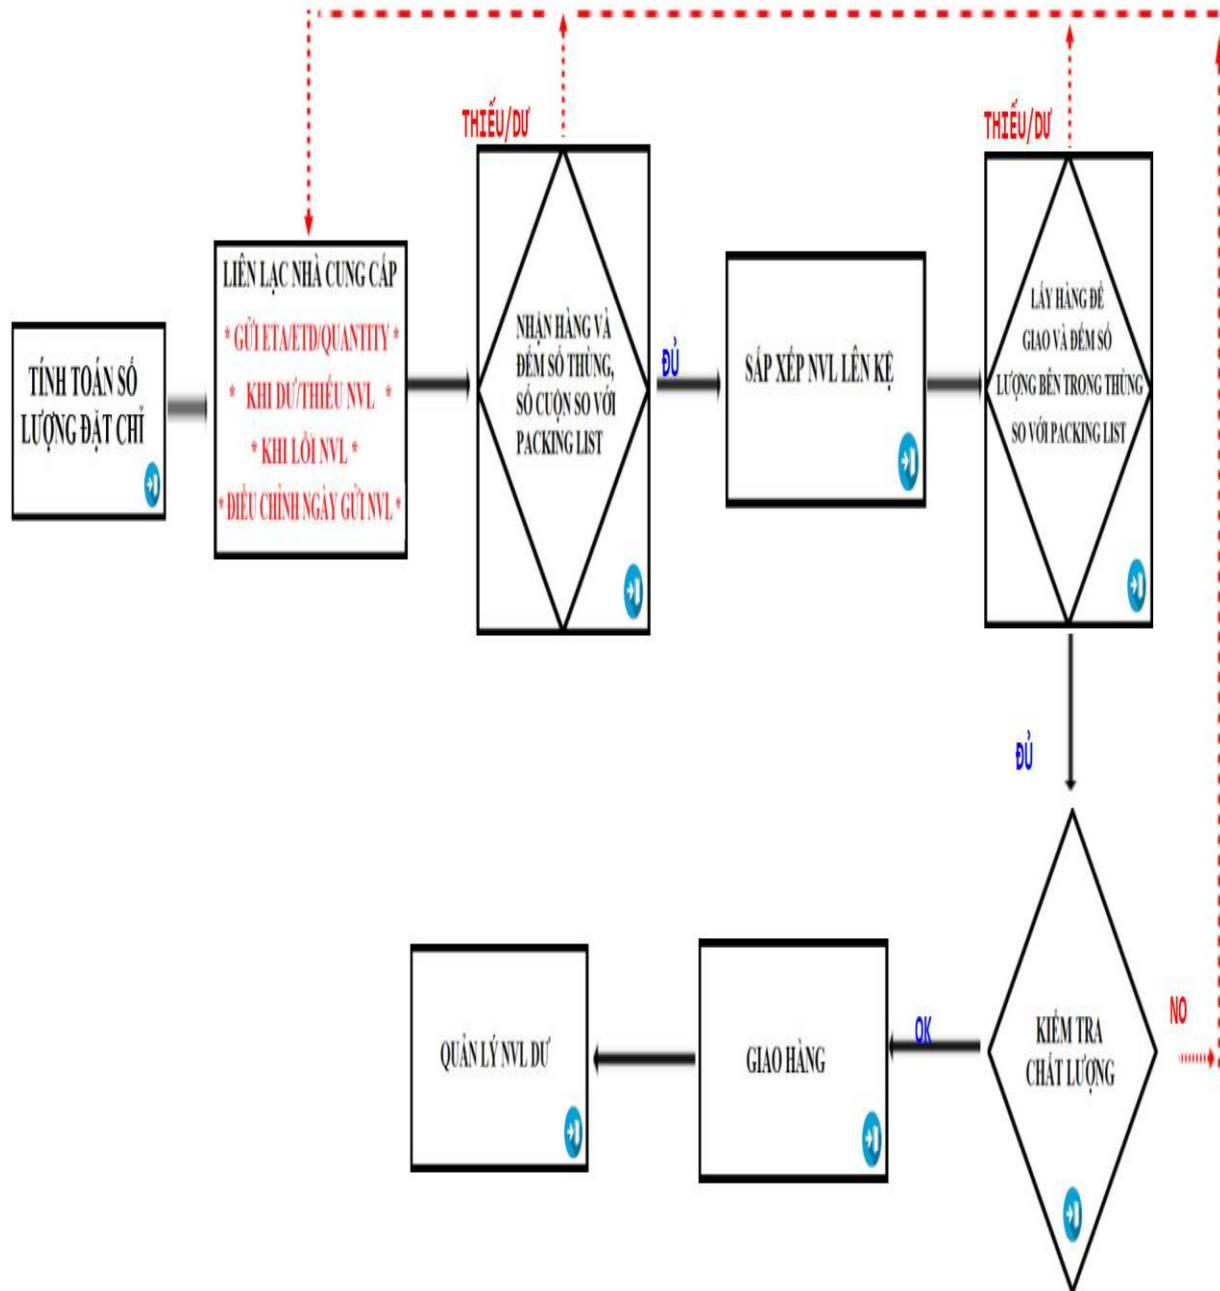 TÍNH TOÁN SỐ
LƯỢNG ĐẶT CHỈ
LIÊN LẠC NHÀ CUNG CẤP
* GỬI ETA/ETD/QUANTITY *
* KHI DƯ/THIẾU NVL *
* KHI LỖI NVL *
* ĐIỀU CHỈNH NGÀY GỬI NVL *
THIẾU/DƯ
NHẬN HÀNG VÀ
ĐẾM SỐ THÙNG,
SỐ CUỘN SO VỚI
PACKING LIST
ĐỦ
SẮP XẾP NVL LÊN KỆ
THIẾU/DƯ
LẤY HÀNG ĐỂ
GIAO VÀ ĐẾM SỐ
LƯỢNG BÊN TRONG THÙNG
SO VỚI PACKING LIST
ĐỦ
KIỂM TRA
CHẤT LƯỢNG
NO
OK
GIAO HÀNG
QUẢN LÝ NVL DƯ